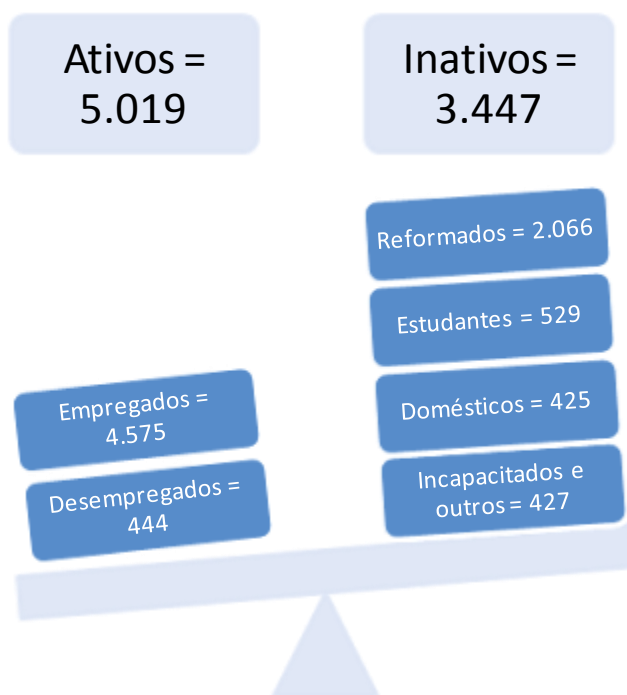 Ativos =
5.019
Inativos =
3.447
Reformados = 2.066
Estudantes = 529
Domésticos = 425
Incapacitados e
outros = 427
Empregados =
4.575
Desempregados =
444